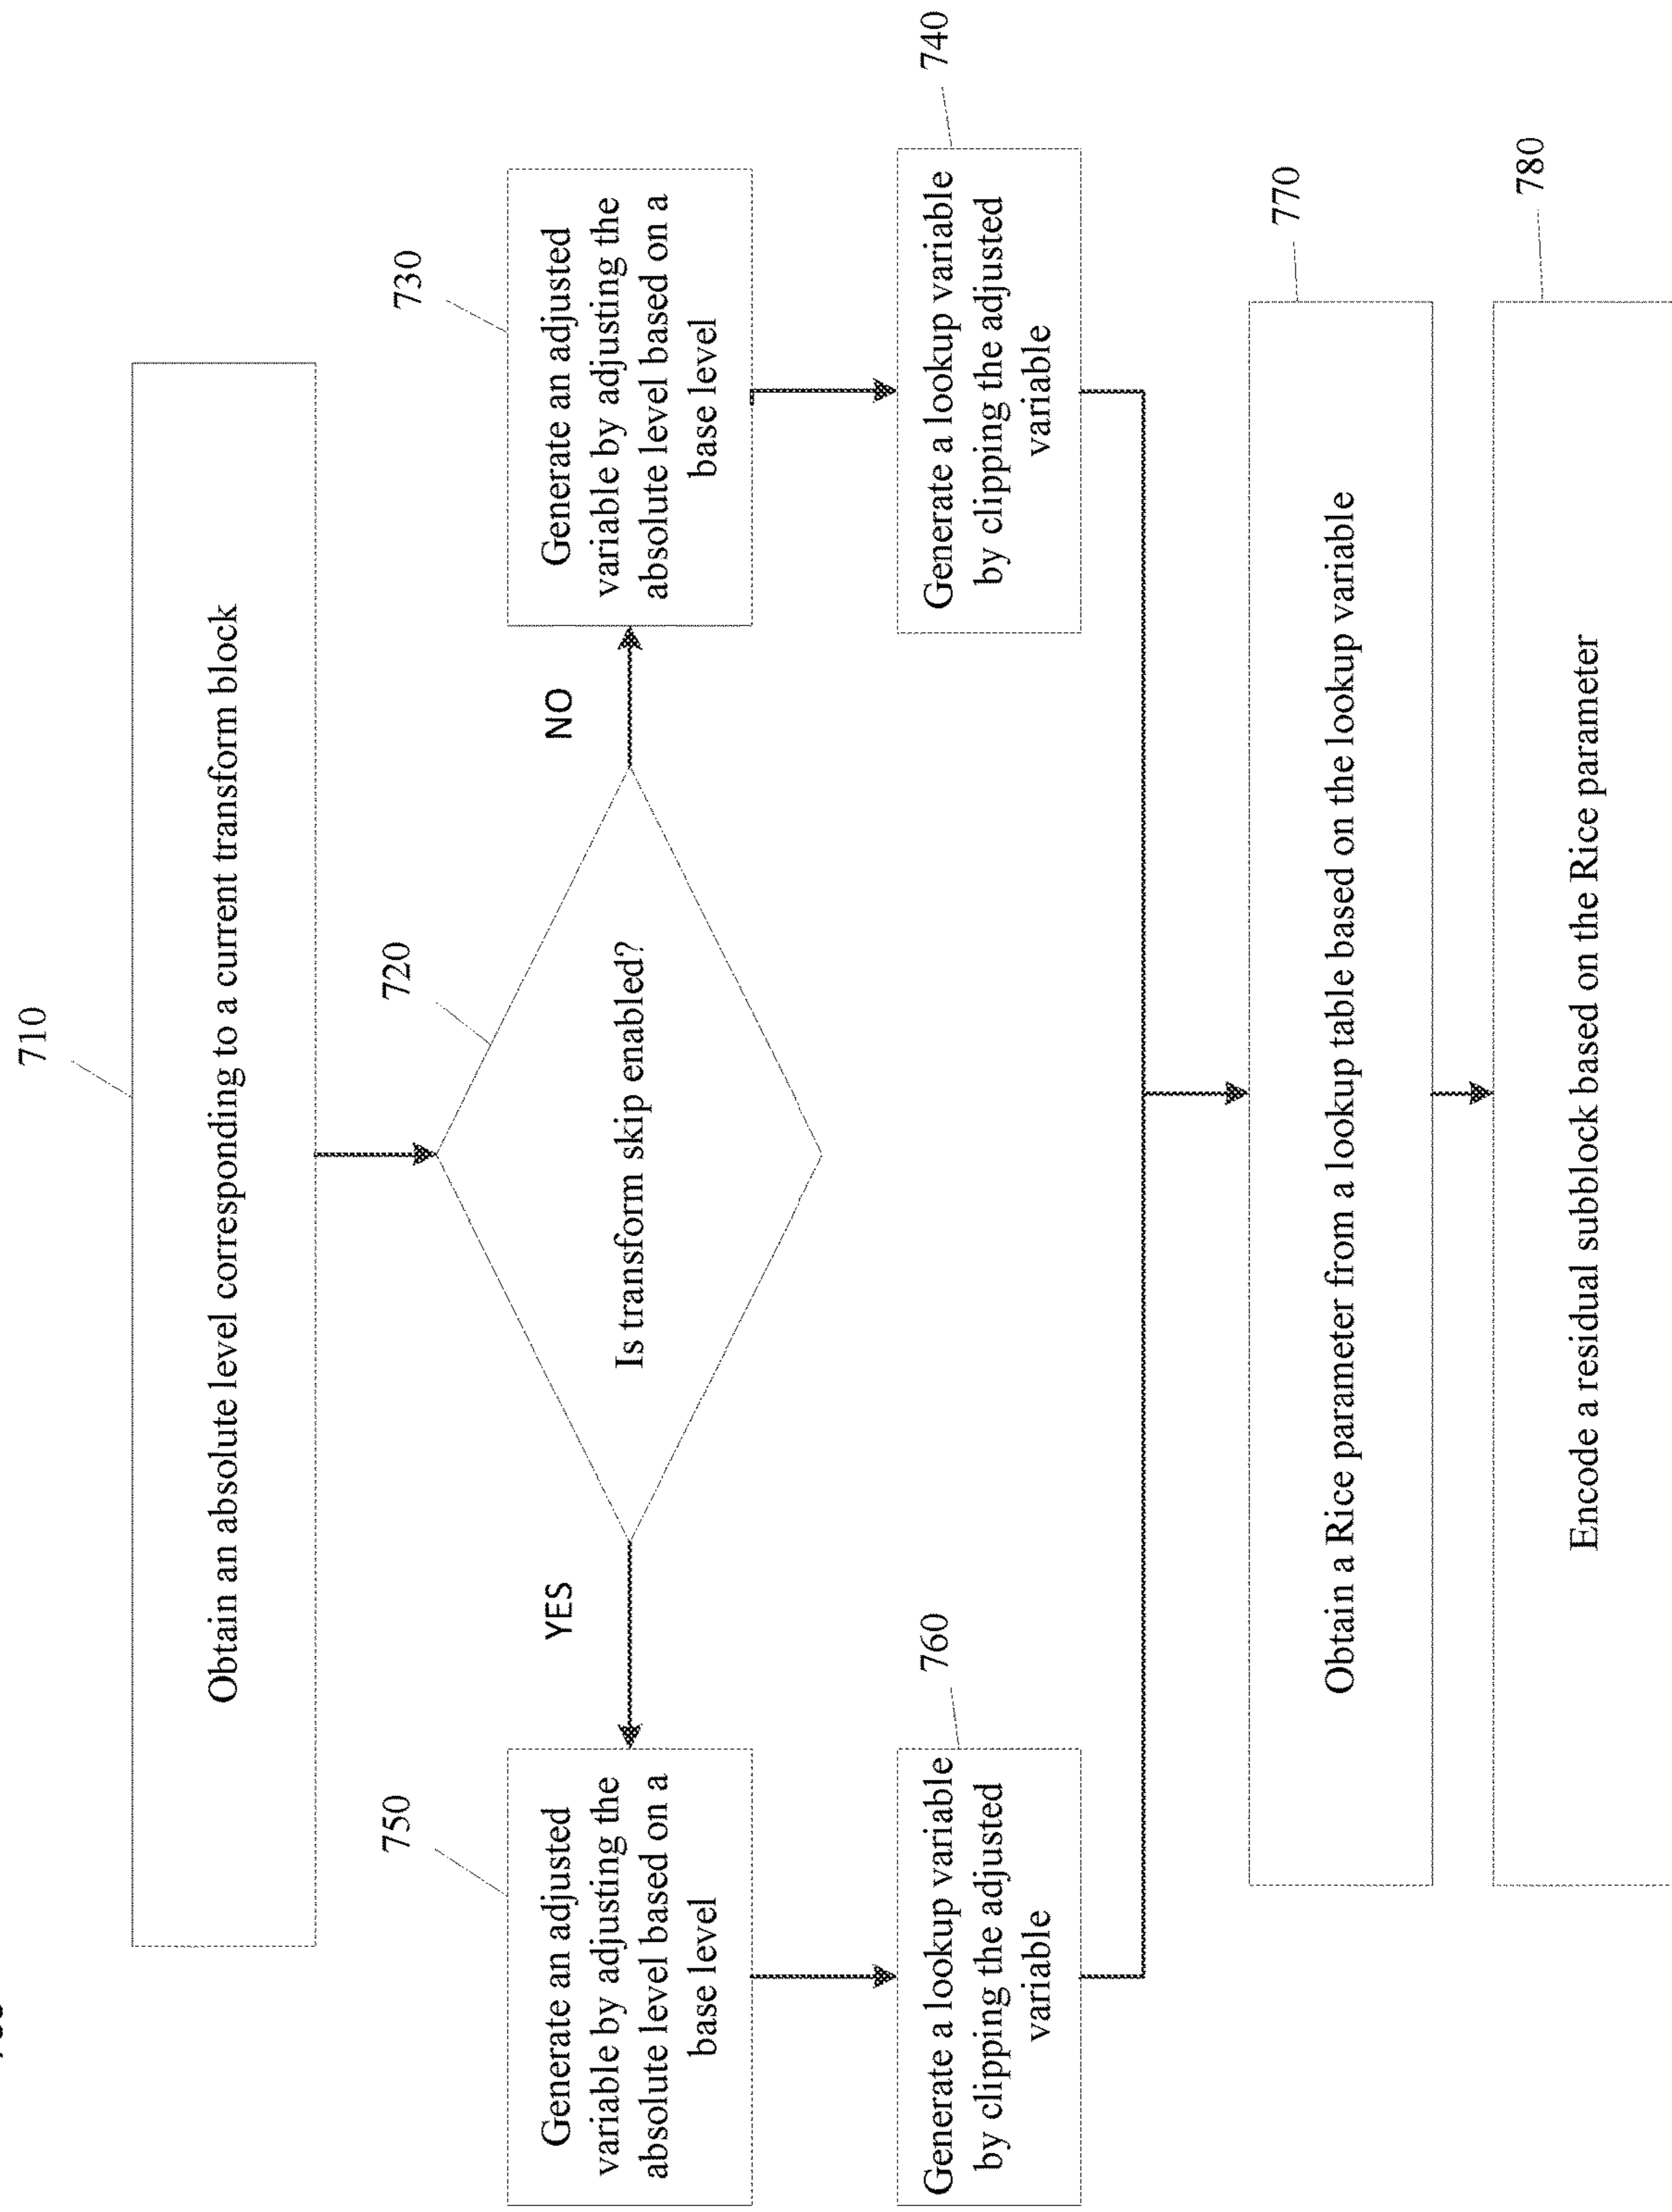 710
Obtain an absolute level corresponding to a current transform block
720
Is transform skip enabled?
YES
NO
750
Generate an adjusted
variable by adjusting the
absolute level based on a
base level
730
Generate an adjusted
variable by adjusting the
absolute level based on a
base level
760
Generate a lookup variable
by clipping the adjusted
variable
740
Generate a lookup variable
by clipping the adjusted
variable
770
Obtain a Rice parameter from a lookup table based on the lookup variable
780
Encode a residual subblock based on the Rice parameter